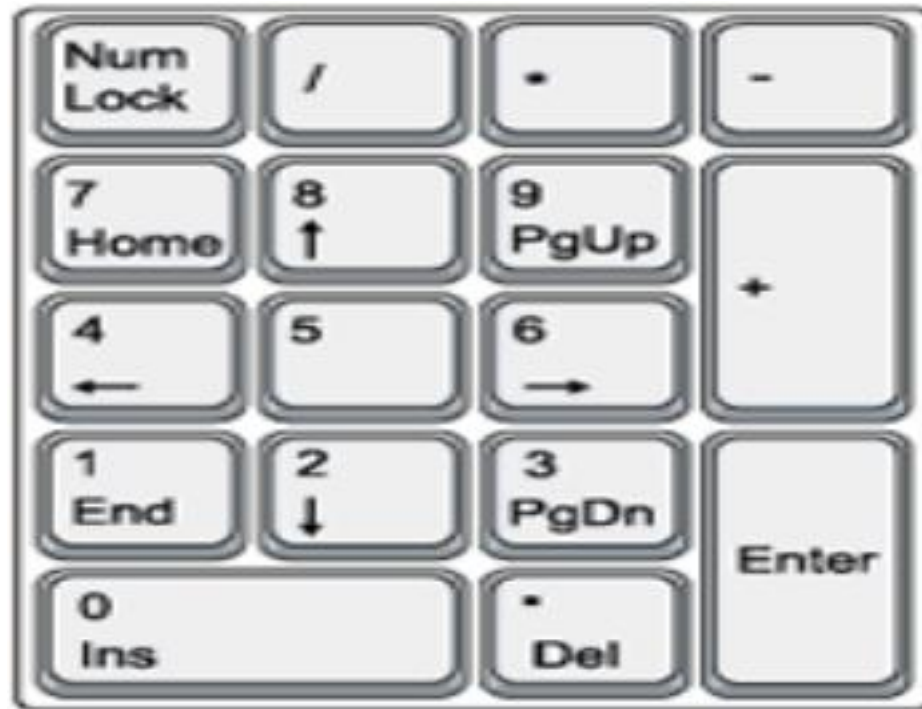 Num
Lock
/
•
-
7
Home
8
↑
9
PgUp
+
4
←
5
6
→
1
End
2
↓
3
PgDn
Enter
0
Ins
.
Del